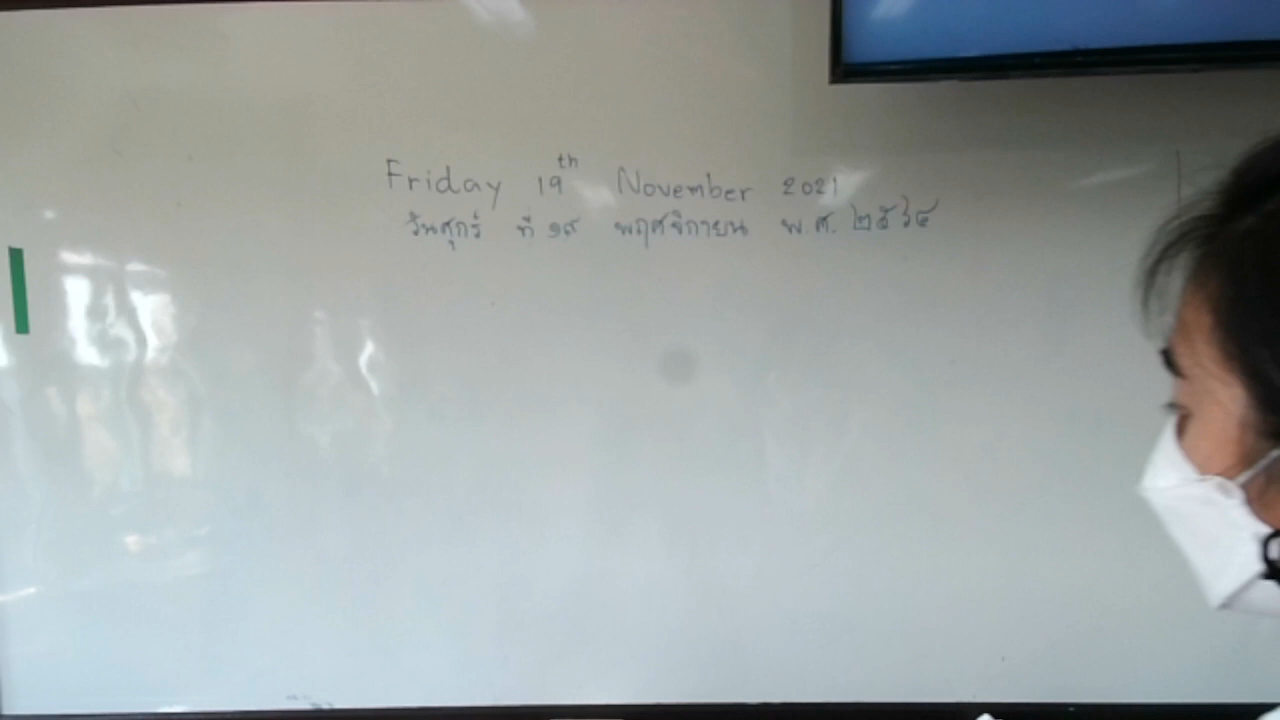 Friday 19th November 2021
วันศุกร์ ที่ ๑๙ พฤศจิกายน พ.ศ. ๒๕๖๔